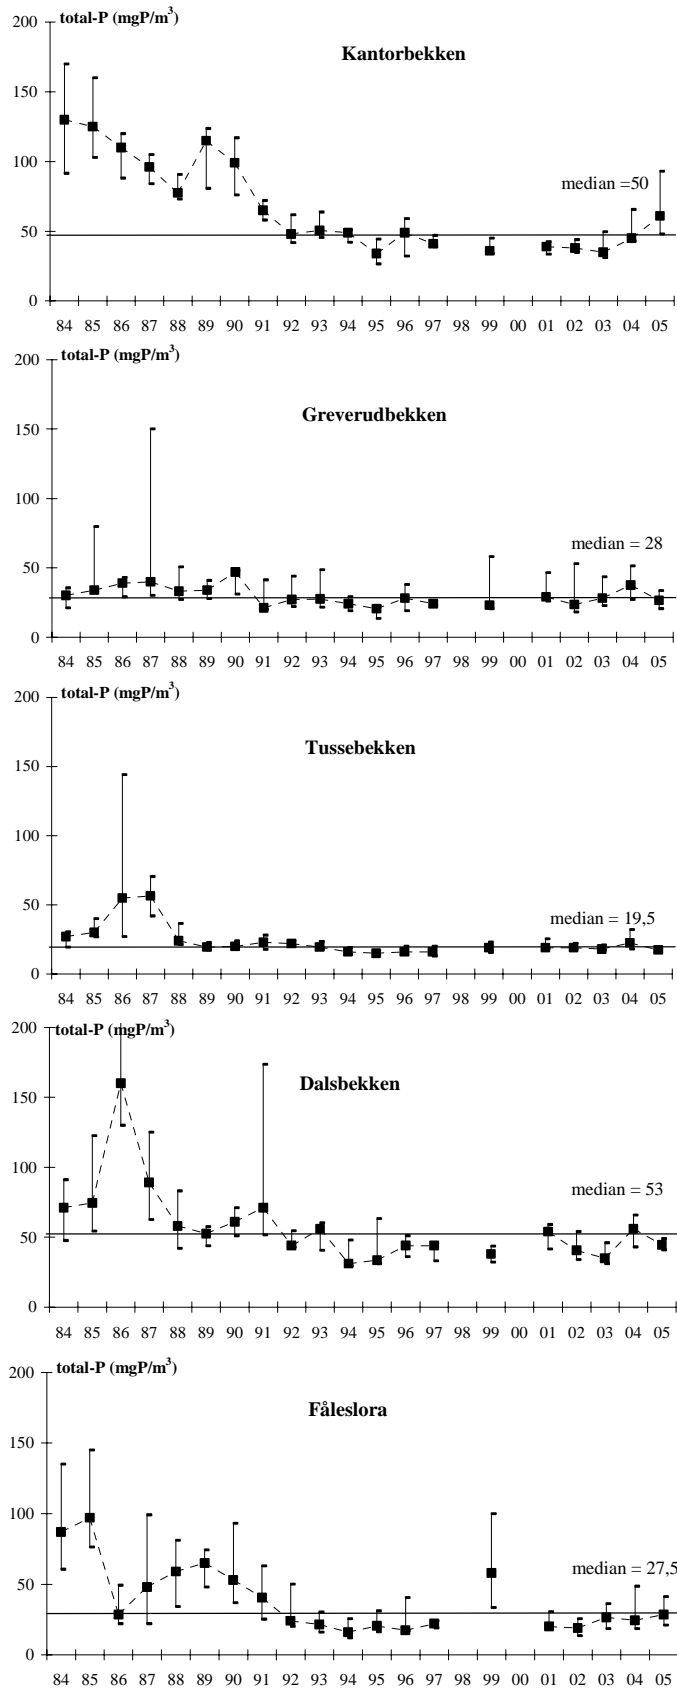 total-P (mgP/m³)
Kantorbekken
median =50
200
150
100
50
0
84 85 86 87 88 89 90 91 92 93 94 95 96 97 98 99 00 01 02 03 04 05
total-P (mgP/m³)
Greverudbekken
median = 28
200
150
100
50
0
84 85 86 87 88 89 90 91 92 93 94 95 96 97 98 99 00 01 02 03 04 05
total-P (mgP/m³)
Tussebekken
median = 19,5
200
150
100
50
0
84 85 86 87 88 89 90 91 92 93 94 95 96 97 98 99 00 01 02 03 04 05
total-P (mgP/m³)
Dalsbekken
median = 53
200
150
100
50
0
84 85 86 87 88 89 90 91 92 93 94 95 96 97 98 99 00 01 02 03 04 05
total-P (mgP/m³)
Fåleslora
median = 27,5
200
150
100
50
0
84 85 86 87 88 89 90 91 92 93 94 95 96 97 98 99 00 01 02 03 04 05